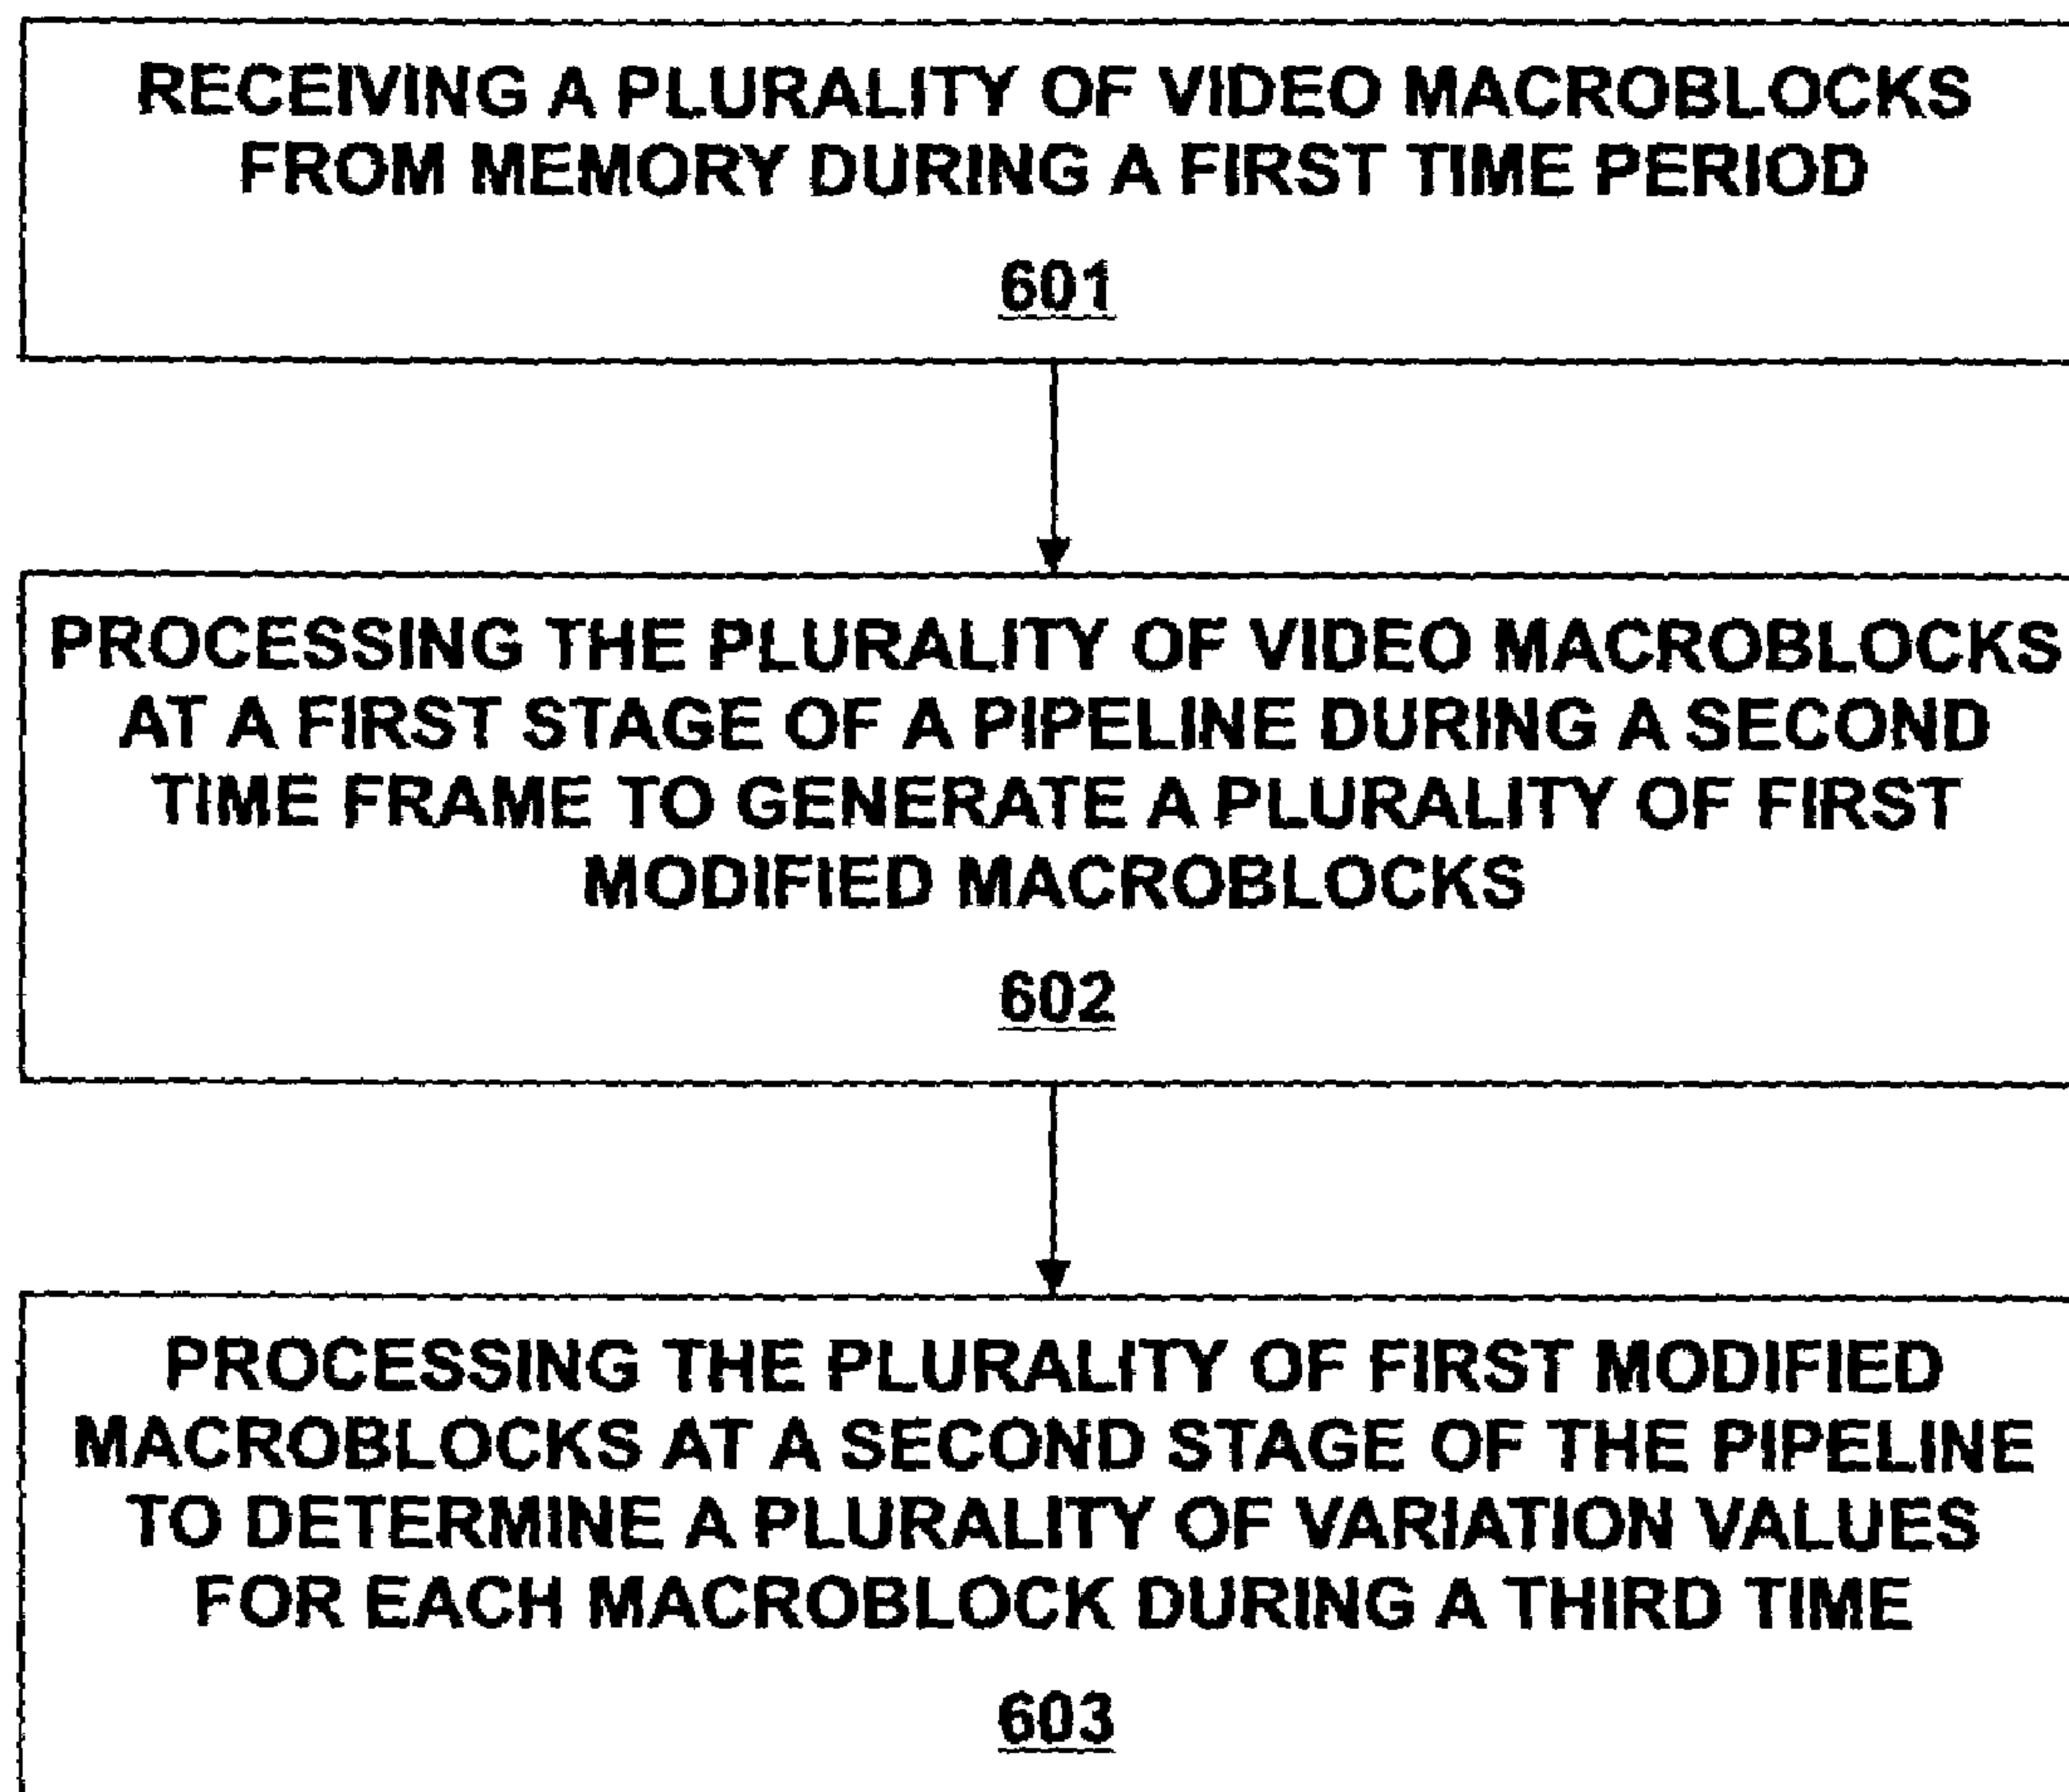 RECEIVING A PLURALITY OF VIDEO MACROBLOCKS
FROM MEMORY DURING A FIRST TIME PERIOD
601
PROCESSING THE PLURALITY OF VIDEO MACROBLOCKS
AT A FIRST STAGE OF A PIPELINE DURING A SECOND
TIME FRAME TO GENERATE A PLURALITY OF FIRST
MODIFIED MACROBLOCKS
602
PROCESSING THE PLURALITY OF FIRST MODIFIED
MACROBLOCKS AT A SECOND STAGE OF THE PIPELINE
TO DETERMINE A PLURALITY OF VARIATION VALUES
FOR EACH MACROBLOCK DURING A THIRD TIME
603